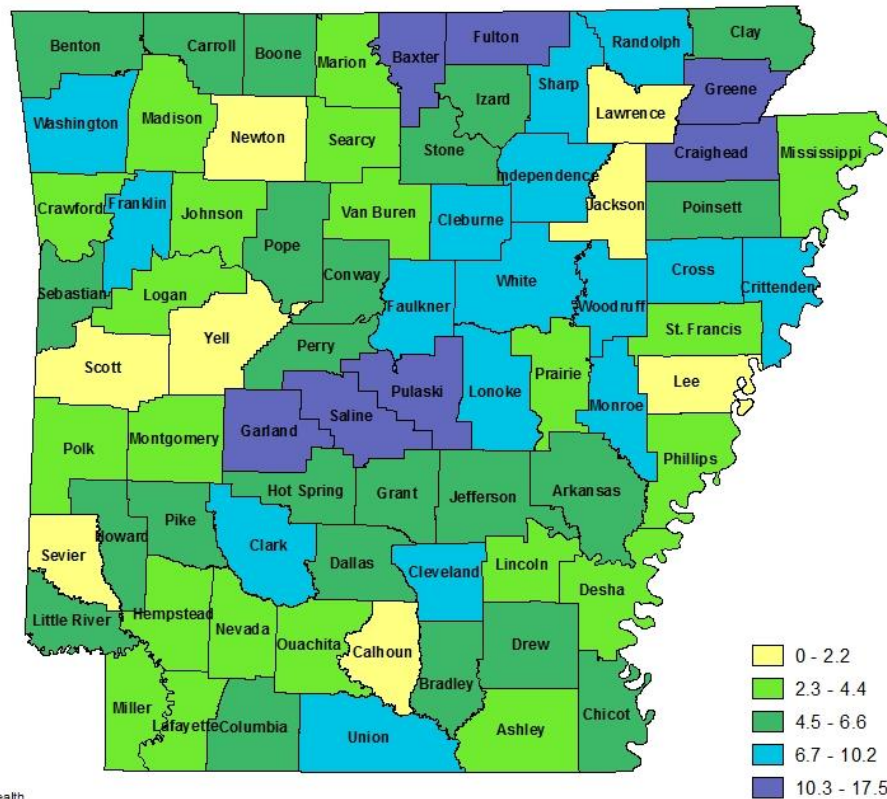 Benton
Carroll
Boone
Marion
Baxter
Fulton
Randolph
Clay
Sharp
Izard
Lawrence
Greene
Washington
Madison
Newton
Searcy
Stone
Independence
Craighead
Mississippi
Jackson
Crawford
Franklin
Johnson
Van Buren
Cleburne
Poinsett
Pope
Conway
White
Cross
Crittenden
Sebastian
Logan
Faulkner
Woodruff
St. Francis
Yell
Perry
Scott
Pulaski
Lonoke
Prairie
Lee
Monroe
Saline
Garland
Polk
Montgomery
Phillips
Hot Spring
Grant
Jefferson
Arkansas
Howard
Pike
Clark
Sevier
Dallas
Cleveland
Lincoln
Desha
Little River
Hempstead
Nevada
Ouachita
Calhoun
Drew
Bradley
Chicot
Miller
Lafayette
Columbia
Union
Ashley
0 - 2.2
2.3 - 4.4
4.5 - 6.6
6.7 - 10.2
10.3 - 17.5